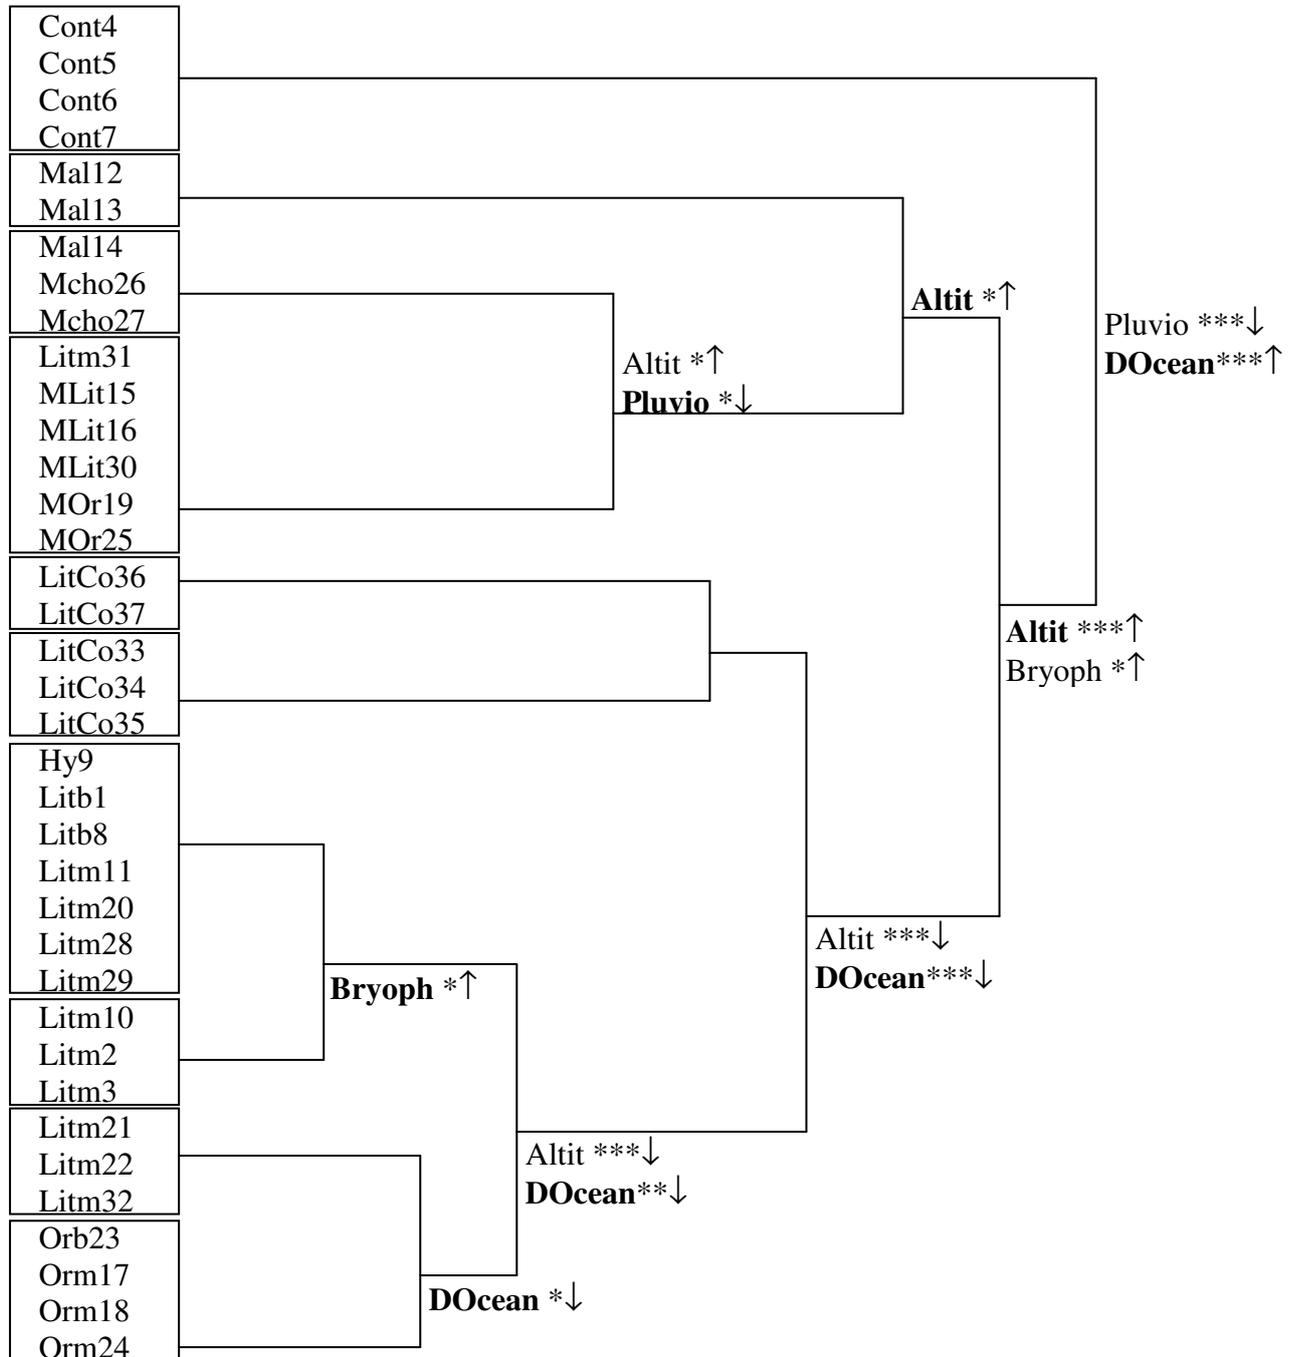 Cont4
Cont5
Cont6
Cont7
Mal12
Mal13
Mal14
Mcho26
Mcho27
Litm31
MLit15
MLit16
MLit30
MOr19
MOr25
LitCo36
LitCo37
LitCo33
LitCo34
LitCo35
Hy9
Litb1
Litb8
Litm11
Litm20
Litm28
Litm29
Litm10
Litm2
Litm3
Litm21
Litm22
Litm32
Orb23
Orm17
Orm18
Orm24
Altit *↑
Pluvio *↓
Altit *↑
Pluvio ***↓
DOcean***↑
Altit ***↑
Bryoph *↑
Altit ***↓
DOcean***↓
Bryoph *↑
Altit ***↓
DOcean**↓
DOcean *↓